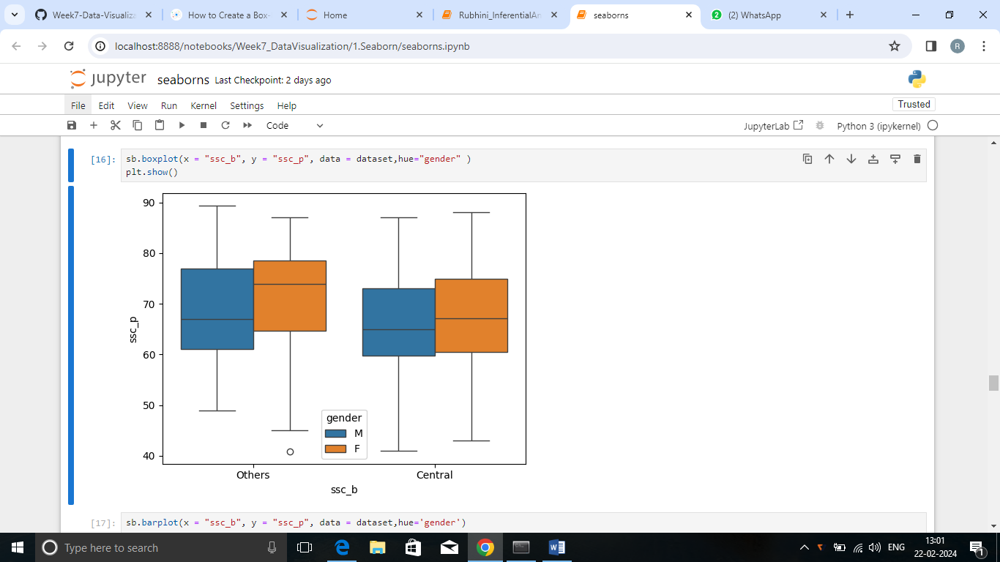 Week7-Data-Visualiza
How to Create a Box-
Home
Rubhini_InferentialAn
seaborns
2
(2) WhatsApp
localhost:8888/notebooks/Week7_DataVisualization/1.Seaborn/seaborns.ipynb
R
jupyter seaborns Last Checkpoint: 2 days ago
File Edit View Run Kernel Settings Help
Trusted
Code
JupyterLab
Python 3 (ipykernel)
[16]:
sb.boxplot(x = "ssc_b", y = "ssc_p", data = dataset,hue="gender" )
plt.show()
90
80
70
60
50
40
ssc_p
gender
M
F
Others
Central
ssc_b
[17]:
sb.barplot(x = "ssc_b", y = "ssc_p", data = dataset,hue='gender')
Type here to search
ENG
13:01
22-02-2024
1